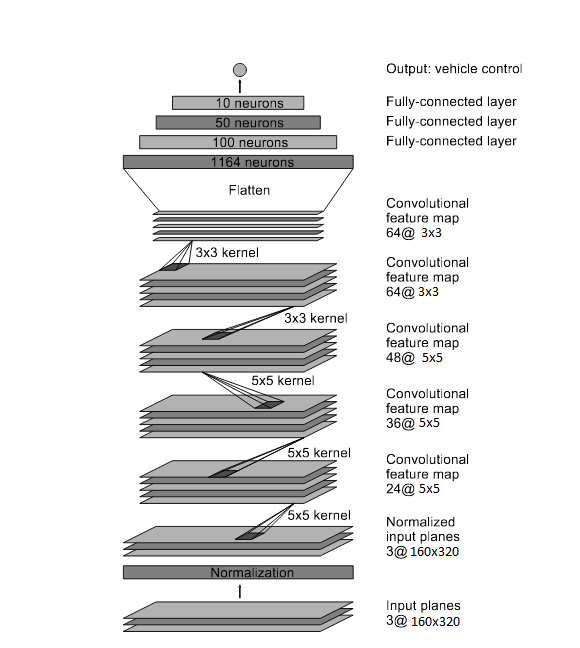 Output: vehicle control
10 neurons
Fully-connected layer
50 neurons
Fully-connected layer
100 neurons
Fully-connected layer
1164 neurons
Flatten
Convolutional
feature map
64@ 3x3
3x3 kernel
Convolutional
feature map
64@ 3x3
3x3 kernel
Convolutional
feature map
48@ 5x5
5x5 kernel
Convolutional
feature map
36@ 5x5
5x5 kernel
Convolutional
feature map
24@ 5x5
5x5 kernel
Normalized
input planes
3@ 160x320
Normalization
Input planes
3@ 160x320